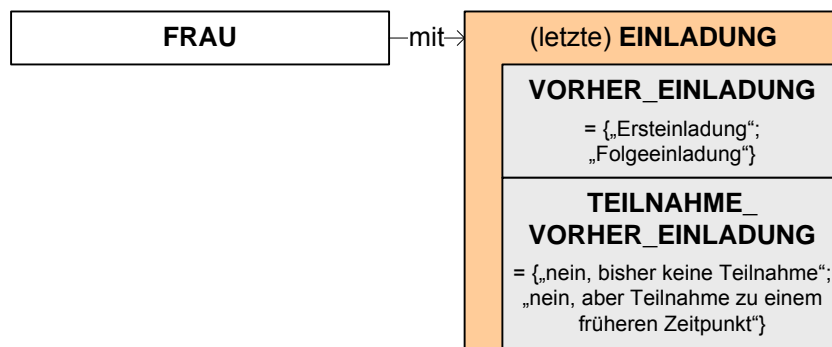 FRAU
mit
(letzte) EINLADUNG
VORHER_EINLADUNG
= {„Ersteinladung“;
„Folgeeinladung“}
TEILNAHME_
VORHER_EINLADUNG
= {„nein, bisher keine Teilnahme“;
„nein, aber Teilnahme zu einem
früheren Zeitpunkt“}